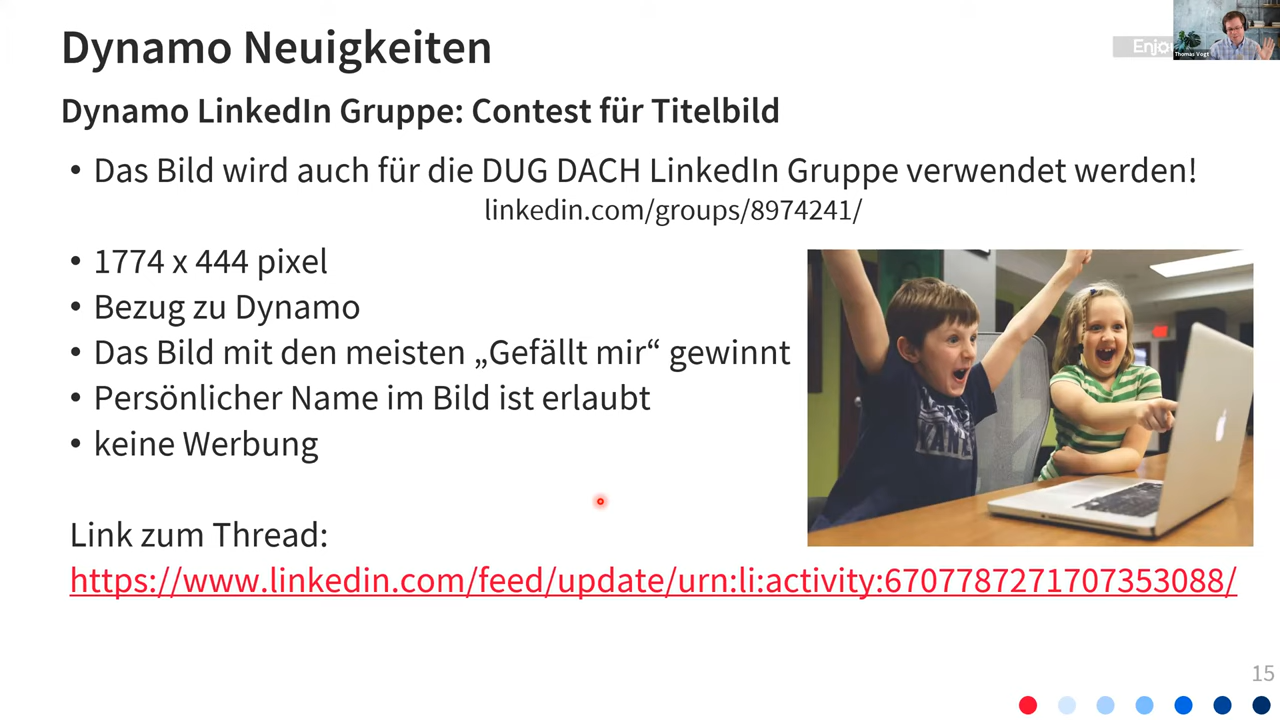 Dynamo Neuigkeiten
Enjo
Thomas Vogt
Dynamo LinkedIn Gruppe: Contest für Titelbild
• Das Bild wird auch für die DUG DACH LinkedIn Gruppe verwendet werden!
linkedin.com/groups/8974241/
• 1774 x 444 pixel
• Bezug zu Dynamo
• Das Bild mit den meisten „Gefällt mir“ gewinnt
• Persönlicher Name im Bild ist erlaubt
• keine Werbung
Link zum Thread:
https://www.linkedin.com/feed/update/urn:li:activity:6707787271707353088/
15